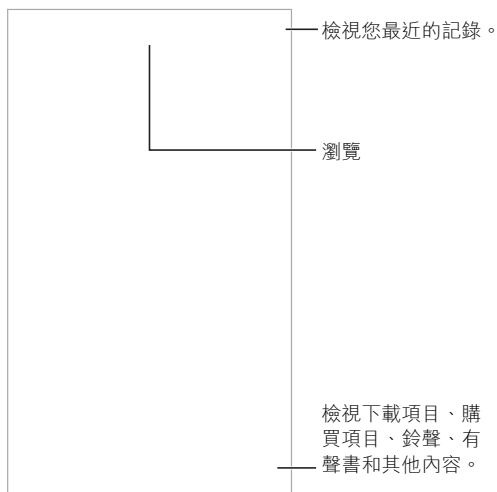 檢視您最近的記錄。
瀏覽
檢視下載項目、購
買項目、鈴聲、有
聲書和其他內容。